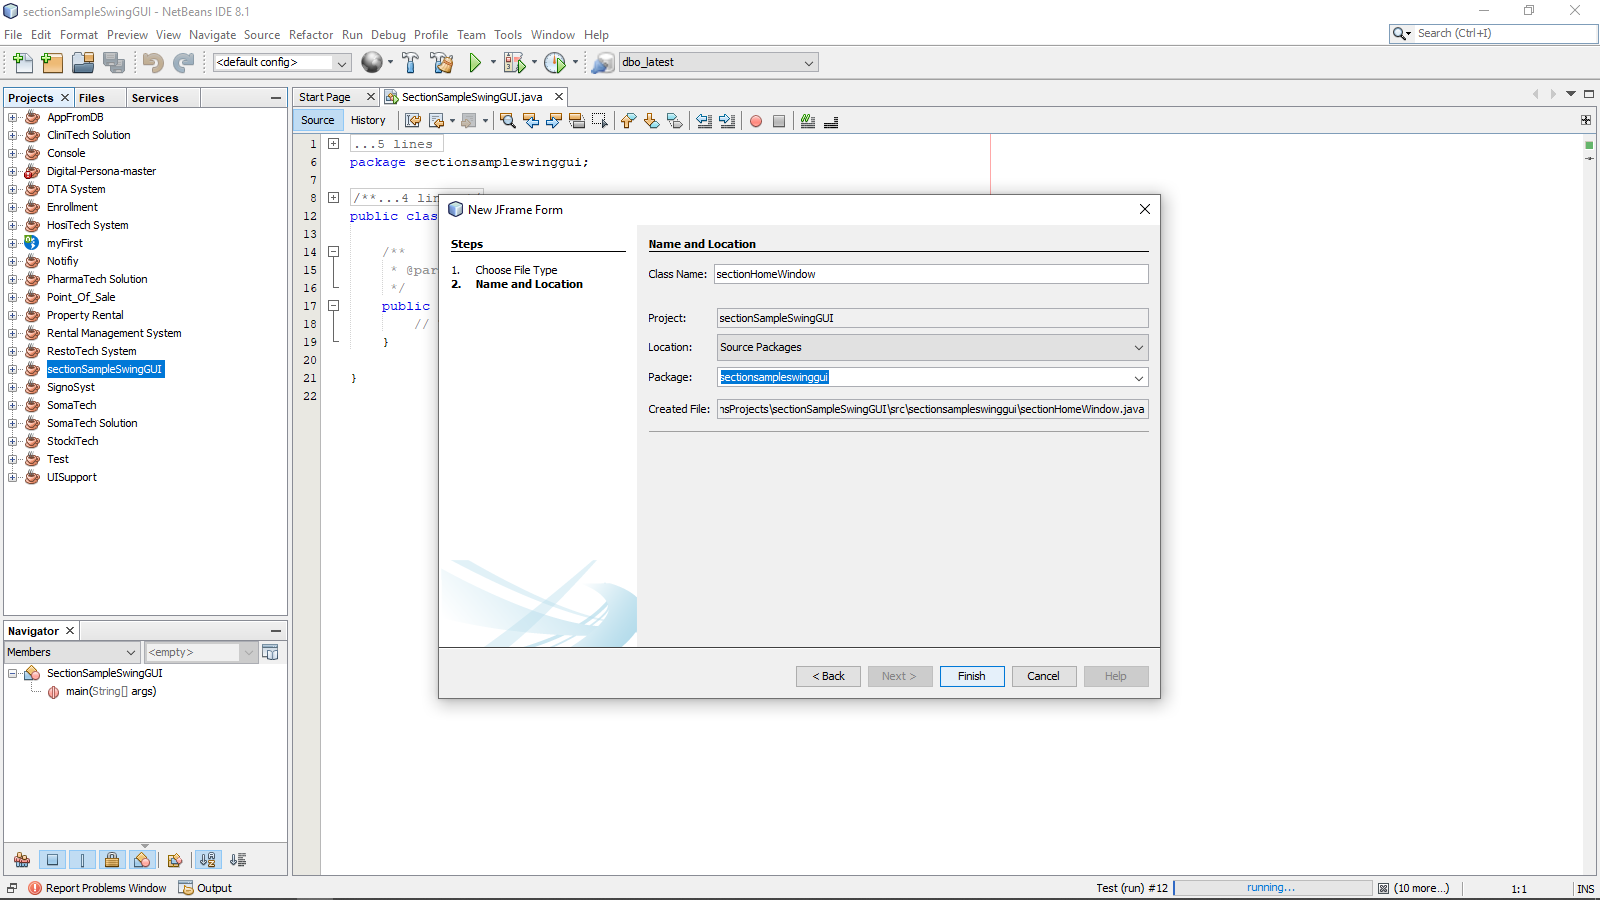 sectionSampleSwingGUI - NetBeans IDE 8.1
File Edit Format Preview View Navigate Source Refactor Run Debug Profile Team Tools Window Help
Search (Ctrl+I)
<default config>
dbo_latest
Projects Files Services
AppFromDB
CliniTech Solution
Console
Digital-Persona-master
DTA System
Enrollment
HosiTech System
myFirst
Notifiy
PharmaTech Solution
Point_Of_Sale
Property Rental
Rental Management System
RestoTech System
sectionSampleSwingGUI
SignoSyst
SomaTech
SomaTech Solution
StockiTech
Test
UISupport
Navigator
Members
<empty>
SectionSampleSwingGUI
main(String[] args)
Start Page SectionSampleSwingGUI.java
Source History
1 ...5 lines
6 package sectionsampleswinggui;
7
8 /**...4 lin
12 public clas
13
14 /**
15 * @par
16 */
17 public
18 //
19 }
20
21 }
22
New JFrame Form
Steps
1. Choose File Type
2. Name and Location
Name and Location
Class Name: sectionHomeWindow
Project: sectionSampleSwingGUI
Location: Source Packages
Package: sectionsampleswinggui
Created File: nsProjects\sectionSampleSwingGUI\src\sectionsampleswinggui\sectionHomeWindow.java
< Back Next > Finish Cancel Help
Report Problems Window Output
Test (run) #12 running... (10 more...) 1:1 INS